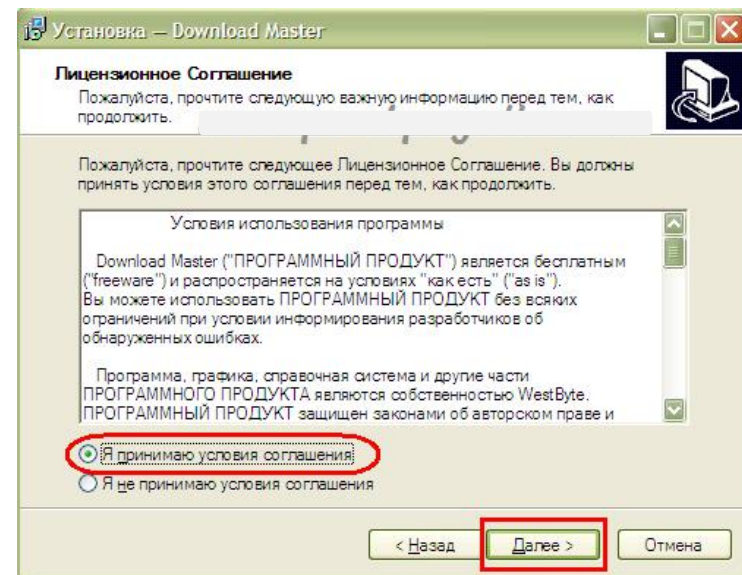 Установка — Download Master
Лицензионное Соглашение
Пожалуйста, прочтите следующую важную информацию перед тем, как
продолжить.
Пожалуйста, прочтите следующее Лицензионное Соглашение. Вы должны
принять условия этого соглашения перед тем, как продолжить.
Условия использования программы
Download Master ("ПРОГРАММНЫЙ ПРОДУКТ") является бесплатным
("freeware") и распространяется на условиях "как есть" ("as is").
Вы можете использовать ПРОГРАММНЫЙ ПРОДУКТ без всяких
ограничений при условии информирования разработчиков об
обнаруженных ошибках.
Программа, графика, справочная система и другие части
ПРОГРАММНОГО ПРОДУКТА являются собственностью WestByte.
ПРОГРАММНЫЙ ПРОДУКТ защищен законами об авторском праве и
Я принимаю условия соглашения
Я не принимаю условия соглашения
< Назад Далее > Отмена